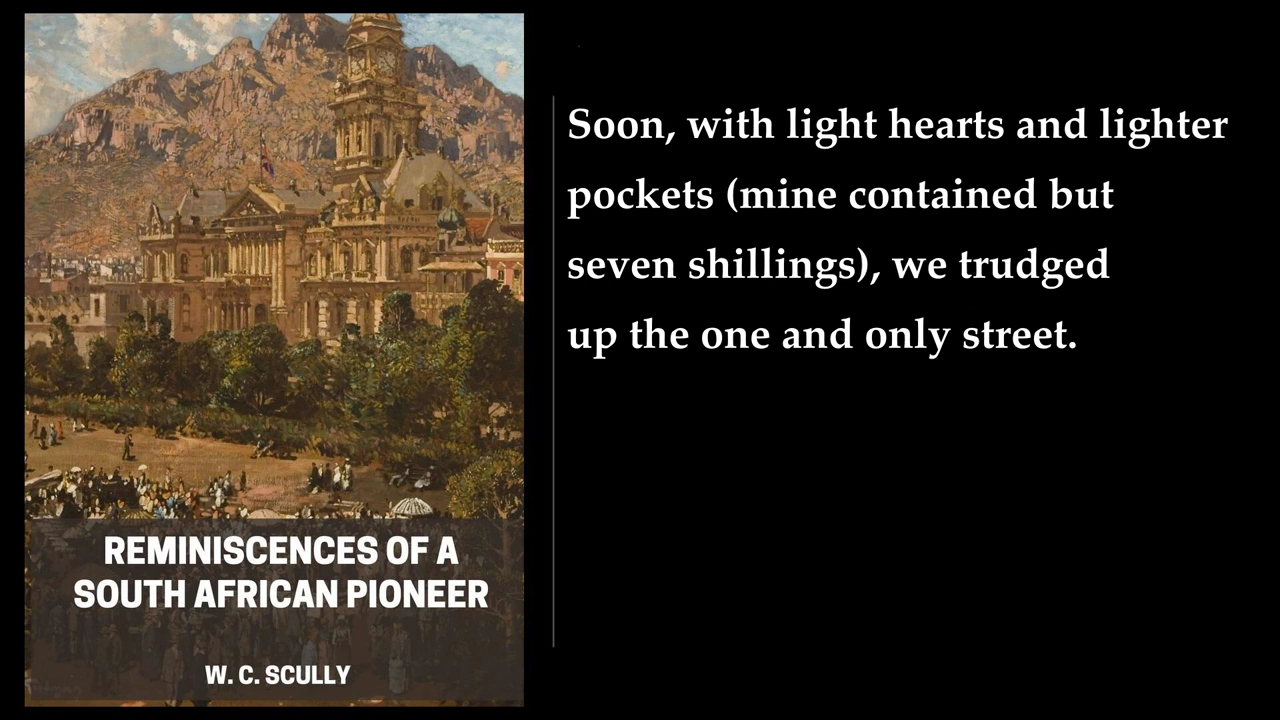 Soon, with light hearts and lighter
pockets (mine contained but
seven shillings), we trudged
up the one and only street.
REMINISCENCES OF A
SOUTH AFRICAN PIONEER
W. C. SCULLY